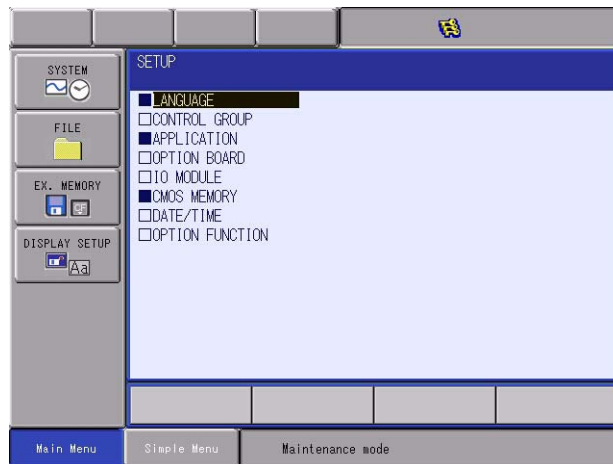 SYSTEM
FILE
EX. MEMORY
CF
DISPLAY SETUP
Aa
SETUP
LANGUAGE
CONTROL GROUP
APPLICATION
OPTION BOARD
IO MODULE
CMOS MEMORY
DATE/TIME
OPTION FUNCTION
Main Menu
Simple Menu
Maintenance mode